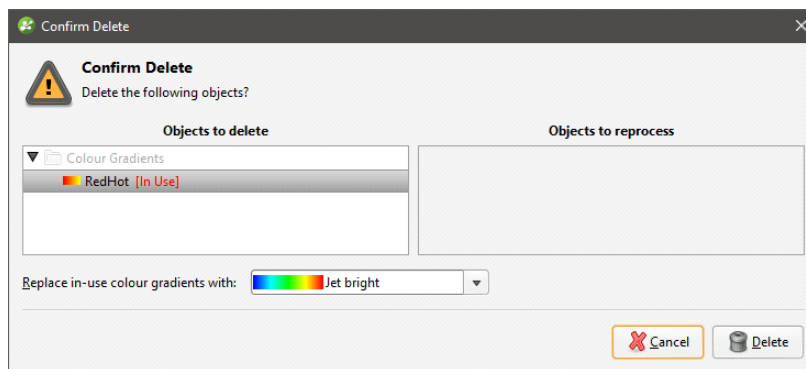 Confirm Delete
Confirm Delete
Delete the following objects?
Objects to delete
Objects to reprocess
Colour Gradients
RedHot [In Use]
Replace in-use colour gradients with: Jet bright
Cancel Delete